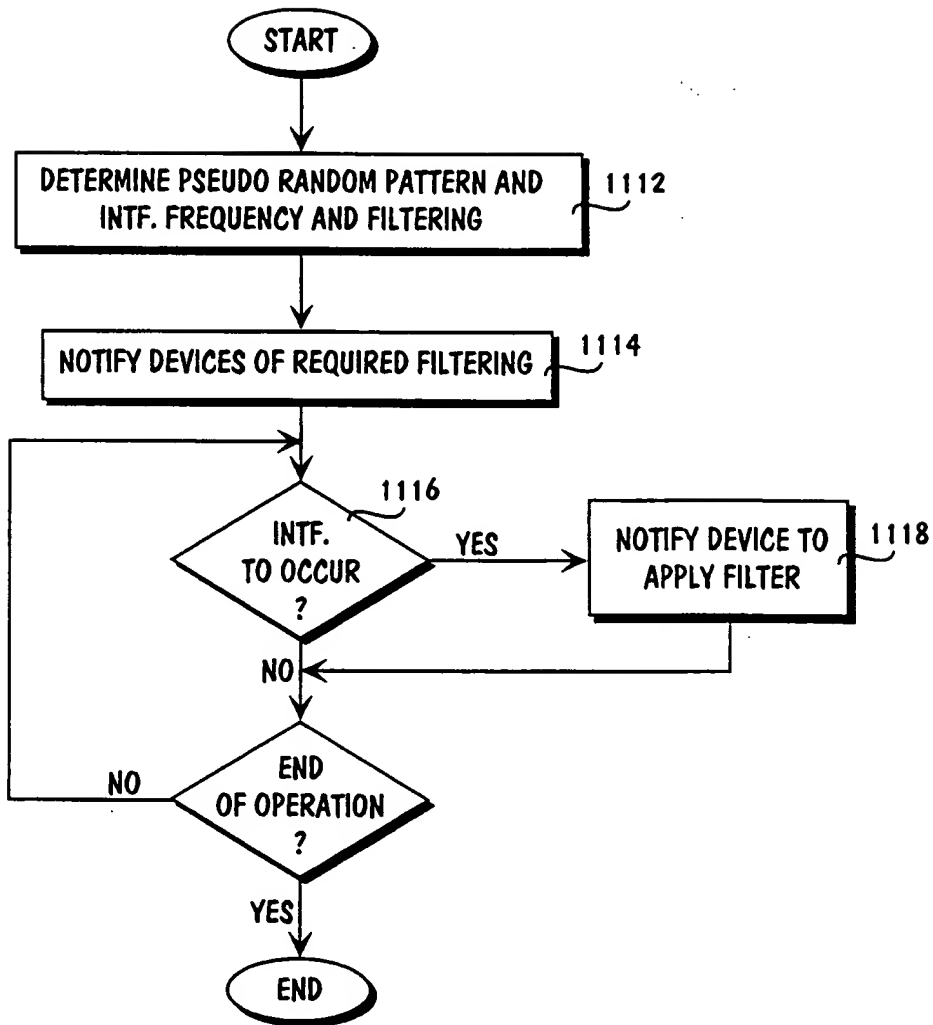 START
DETERMINE PSEUDO RANDOM PATTERN AND
INTF. FREQUENCY AND FILTERING
1112
NOTIFY DEVICES OF REQUIRED FILTERING
1114
1116
INTF.
TO OCCUR
?
YES
NOTIFY DEVICE TO
APPLY FILTER
1118
NO
END
OF OPERATION
?
NO
YES
END